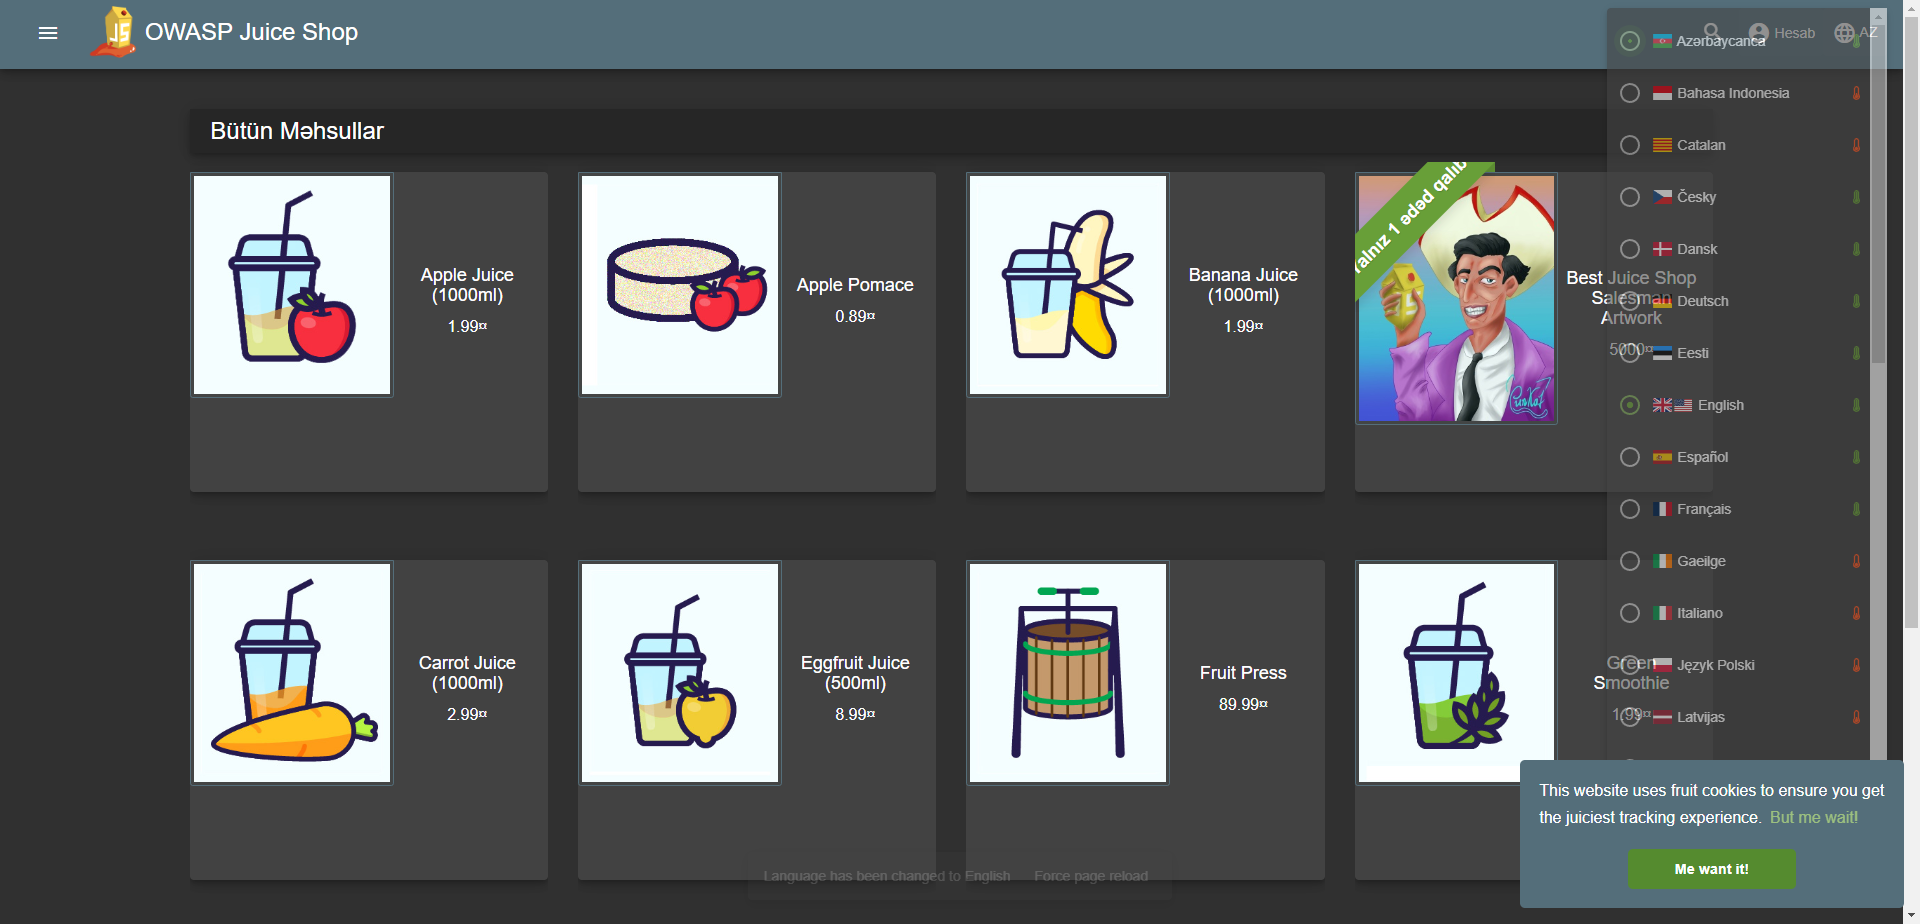 OWASP Juice Shop
Hesab
AZ
Bütün Məhsullar
Apple Juice
(1000ml)
1.99¤
Apple Pomace
0.89¤
Banana Juice
(1000ml)
1.99¤
1 ədəd qalıb
Best Juice Shop
Salesman
Artwork
5000¤
Carrot Juice
(1000ml)
2.99¤
Eggfruit Juice
(500ml)
8.99¤
Fruit Press
89.99¤
Green
Smoothie
1.99¤
Azərbaycanca
Bahasa Indonesia
Catalan
Česky
Dansk
Deutsch
Eesti
English
Español
Français
Gaeilge
Italiano
Język Polski
Latvijas
Language has been changed to English
Force page reload
This website uses fruit cookies to ensure you get
the juiciest tracking experience. But me wait!
Me want it!